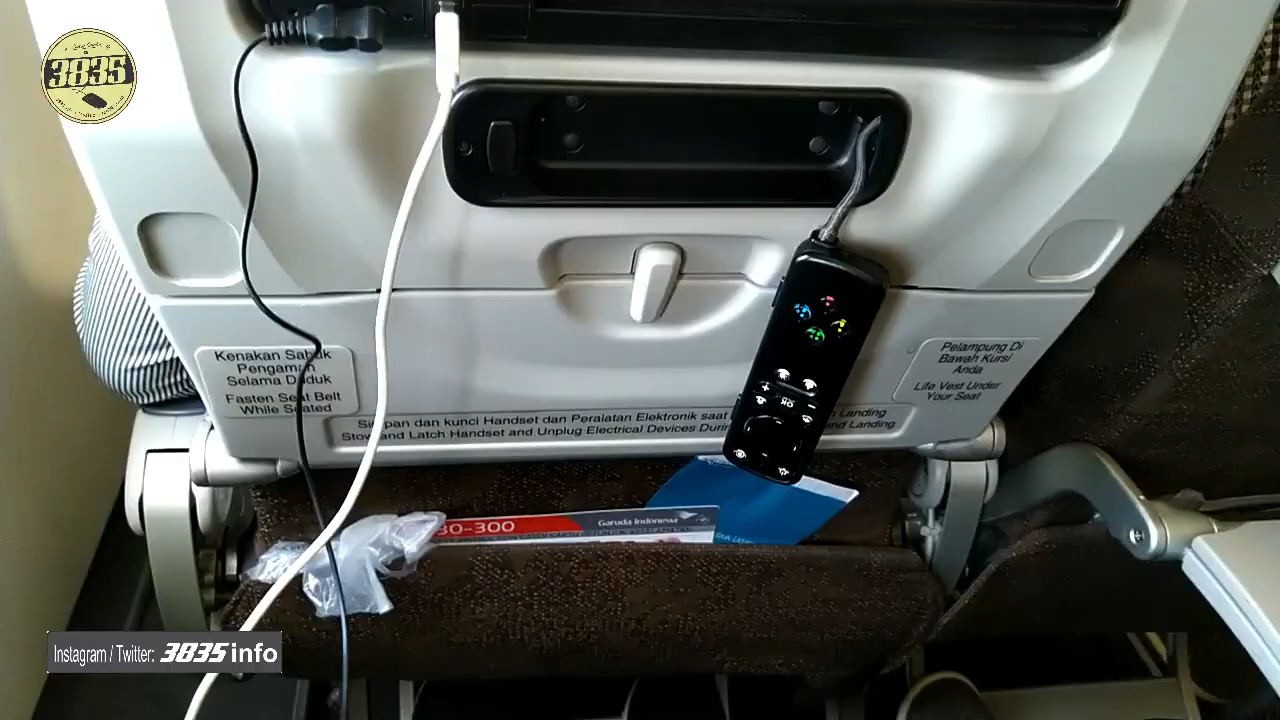 3835
Kenakan Sabuk
Pengaman
Selama Duduk
Fasten Seat Belt
While Seated
Pelampung Di
Bawah Kursi
Anda
Life Vest Under
Your Seat
Simpan dan kunci Handset dan Peralatan Elektronik saat Landing
Stow and Latch Handset and Unplug Electrical Devices During and Landing
OK
30-300
Garuda Indonesia
Instagram / Twitter: 3835info